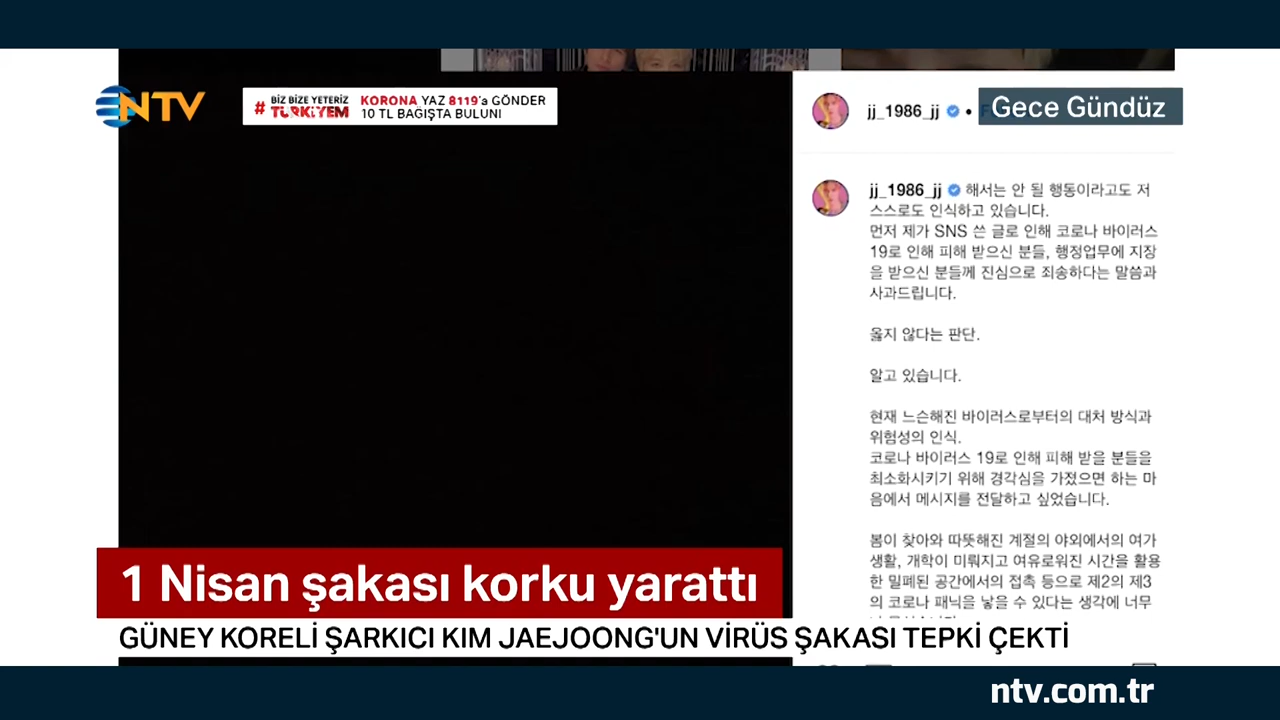 NTV
# BİZ BİZE YETERİZ TÜRKİYEM
KORONA YAZ 8119'a GÖNDER
10 TL BAĞIŞTA BULUN!
jj_1986_jj •
Gece Gündüz
jj_1986_jj 해서는 안 될 행동이라고도 저
스스로도 인식하고 있습니다.
먼저 제가 SNS 쓴 글로 인해 코로나 바이러스
19로 인해 피해 받으신 분들, 행정업무에 지장
을 받으신 분들께 진심으로 죄송하다는 말씀과
사과드립니다.
옳지 않다는 판단.
알고 있습니다.
현재 느슨해진 바이러스로부터의 대처 방식과
위험성의 인식.
코로나 바이러스 19로 인해 피해 받을 분들을
최소화시키기 위해 경각심을 가졌으면 하는 마
음에서 메시지를 전달하고 싶었습니다.
봄이 찾아와 따뜻해진 계절의 야외에서의 여가
생활, 개학이 미뤄지고 여유로워진 시간을 활용
한 밀폐된 공간에서의 접촉 등으로 제2의 제3
의 코로나 패닉을 낳을 수 있다는 생각에 너무
1 Nisan şakası korku yarattı
GÜNEY KORELİ ŞARKICI KIM JAEJOONG'UN VİRÜS ŞAKASI TEPKİ ÇEKTİ
ntv.com.tr